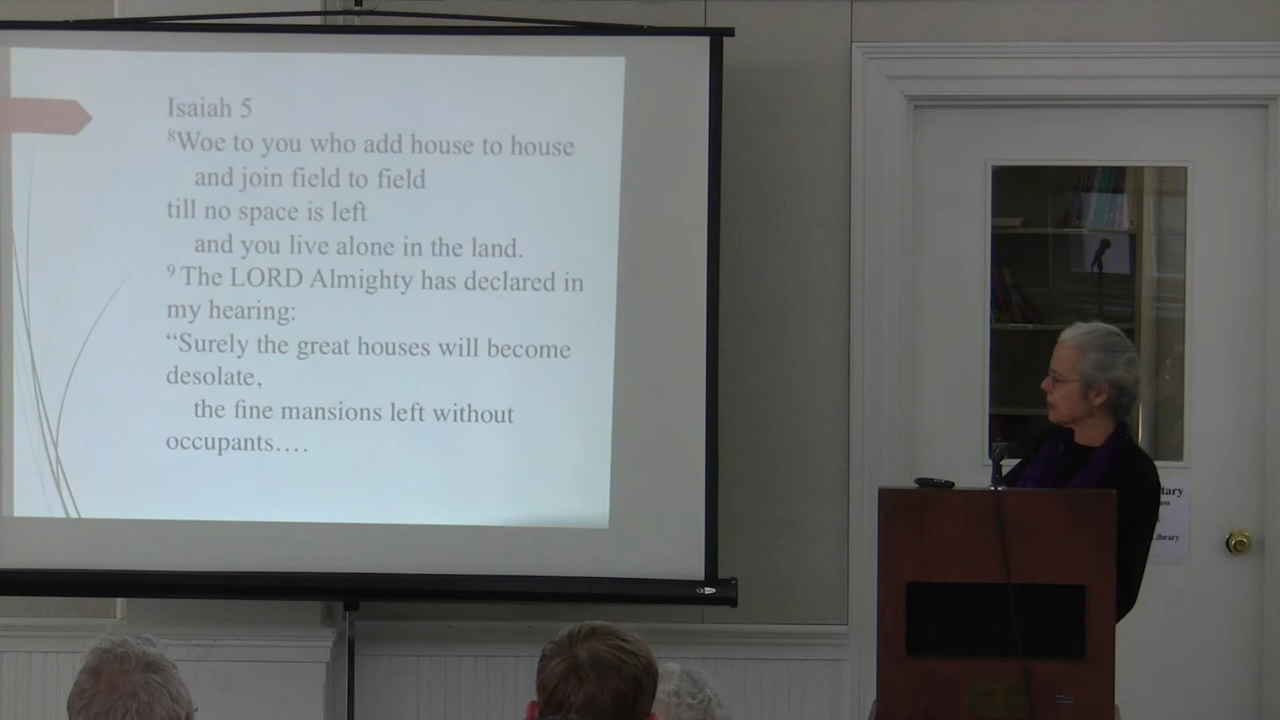 Isaiah 5
⁸Woe to you who add house to house
and join field to field
till no space is left
and you live alone in the land.
⁹ The LORD Almighty has declared in
my hearing:
“Surely the great houses will become
desolate,
the fine mansions left without
occupants….
tary
Library